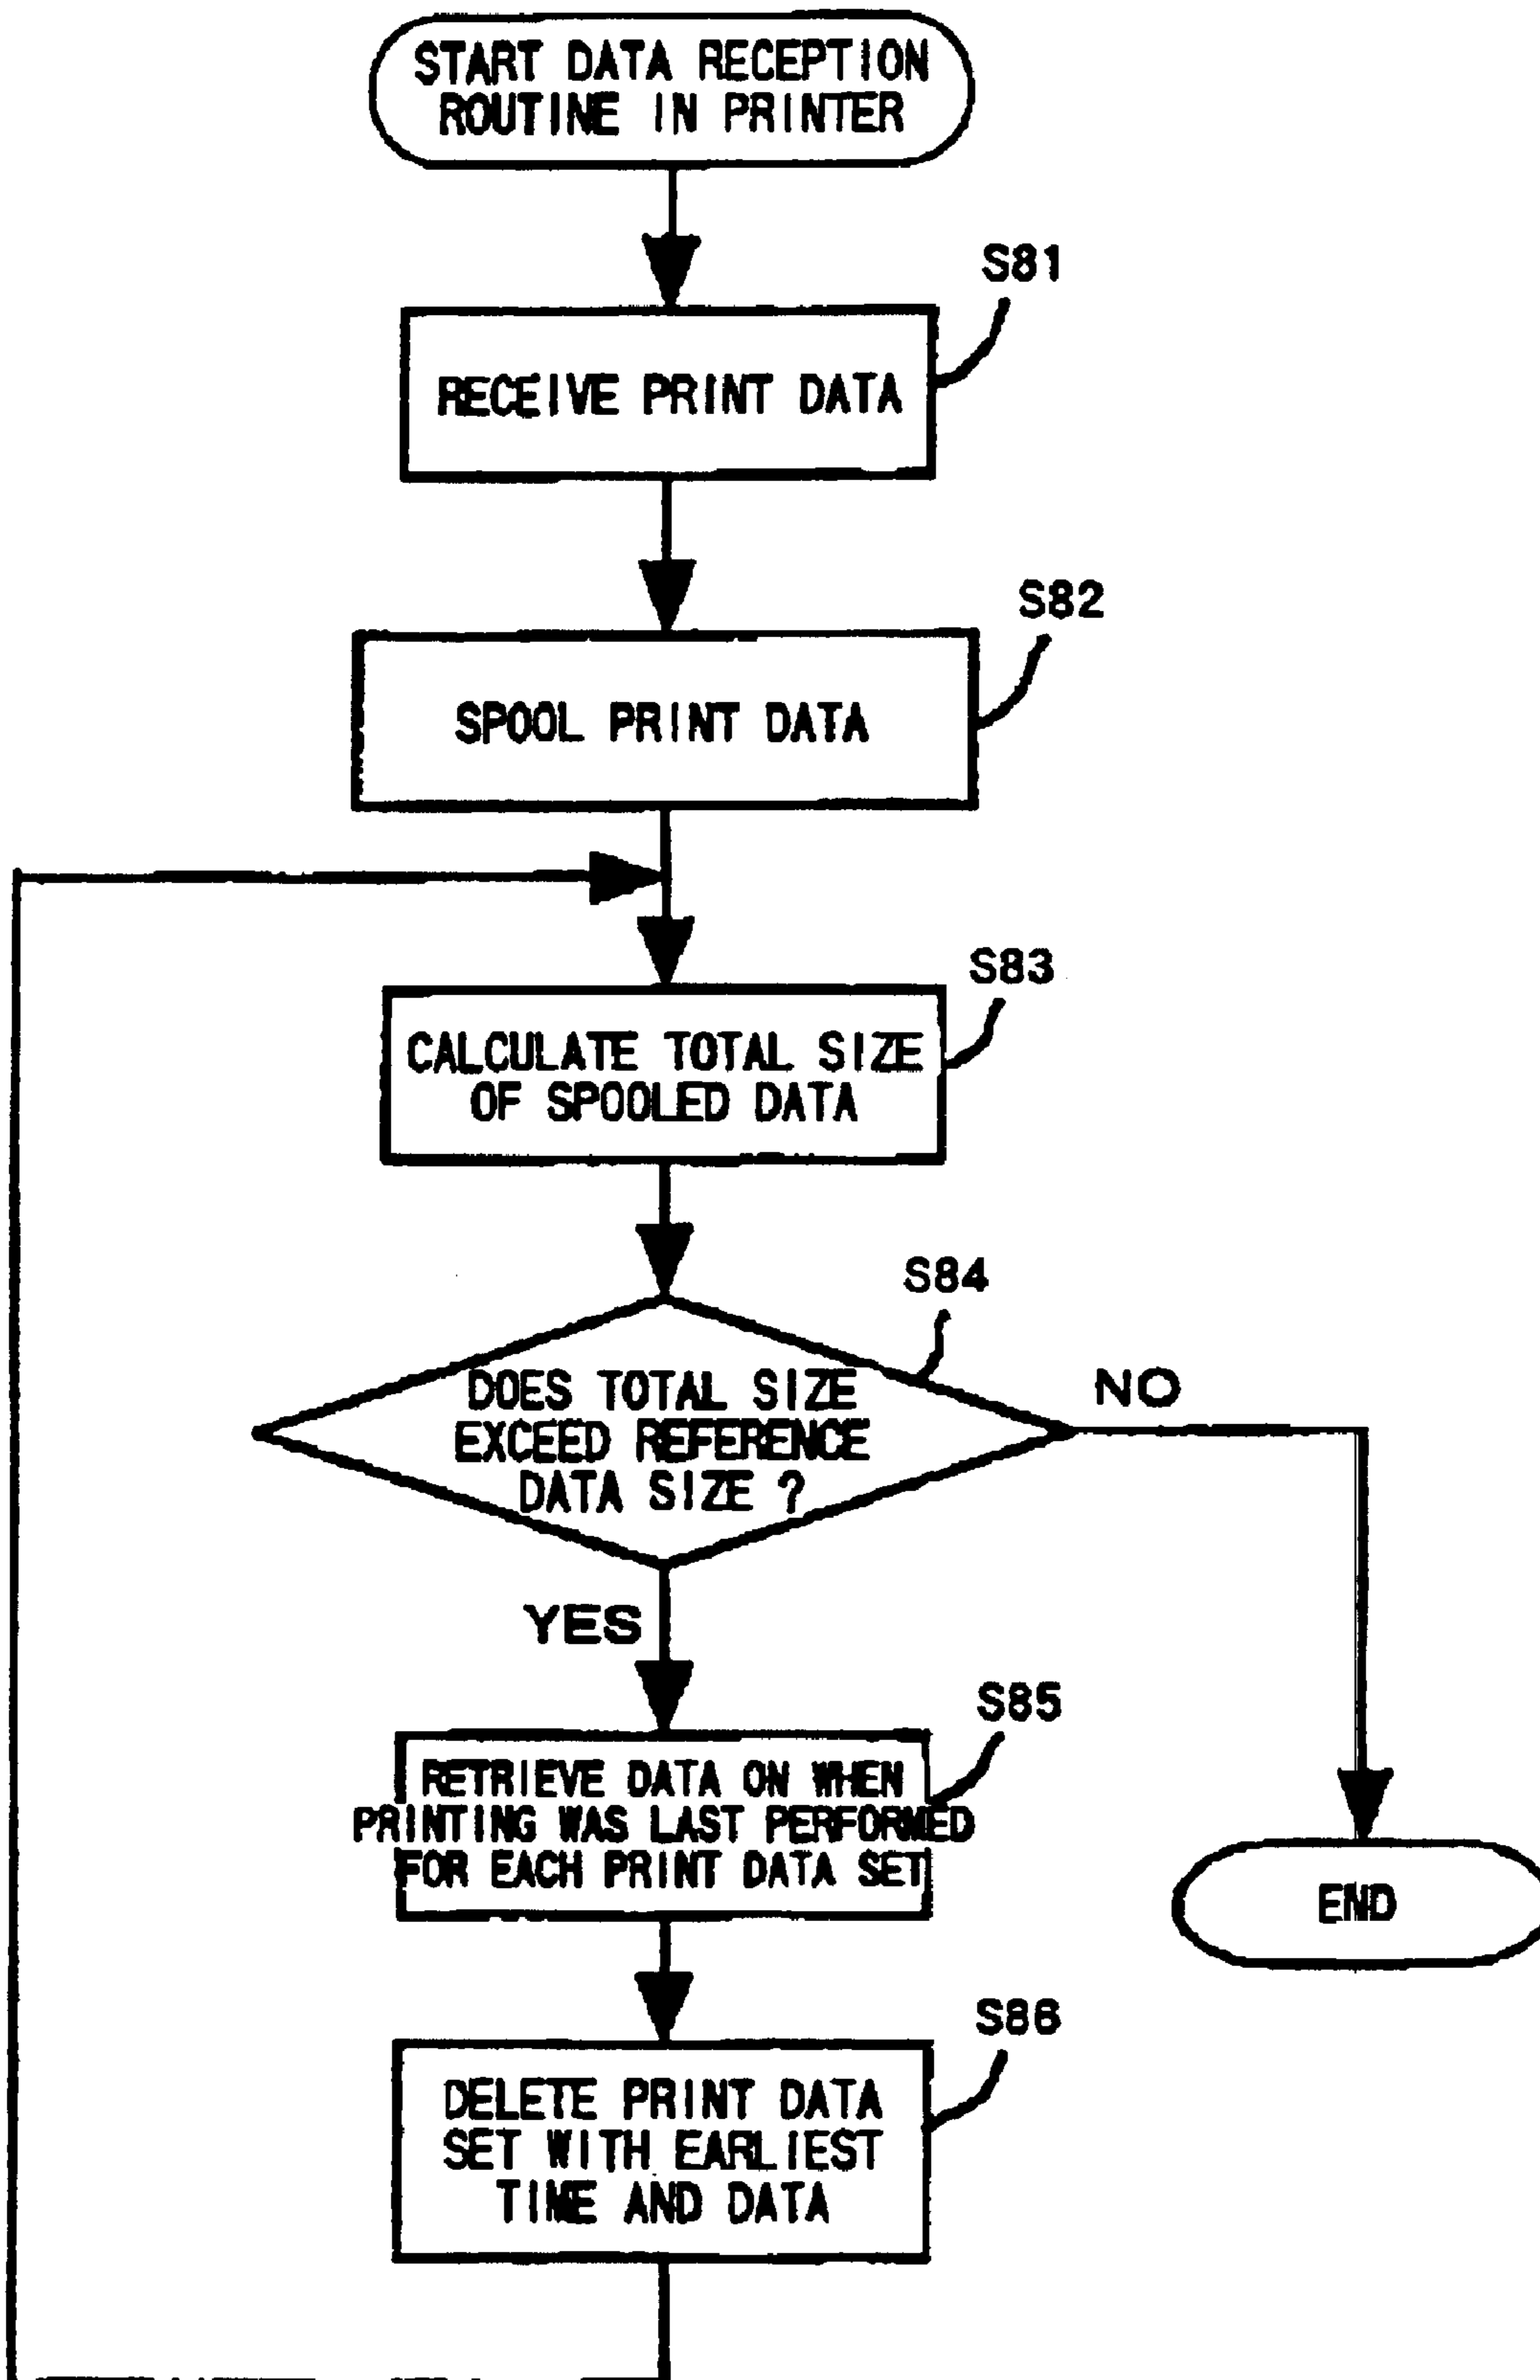 START DATA RECEPTION
ROUTINE IN PRINTER
S81
RECEIVE PRINT DATA
S82
SPOOL PRINT DATA
S83
CALCULATE TOTAL SIZE
OF SPOOLED DATA
S84
DOES TOTAL SIZE
EXCEED REFERENCE
DATA SIZE ?
NO
YES
S85
RETRIEVE DATA ON WHEN
PRINTING WAS LAST PERFORMED
FOR EACH PRINT DATA SET
END
S86
DELETE PRINT DATA
SET WITH EARLIEST
TIME AND DATA